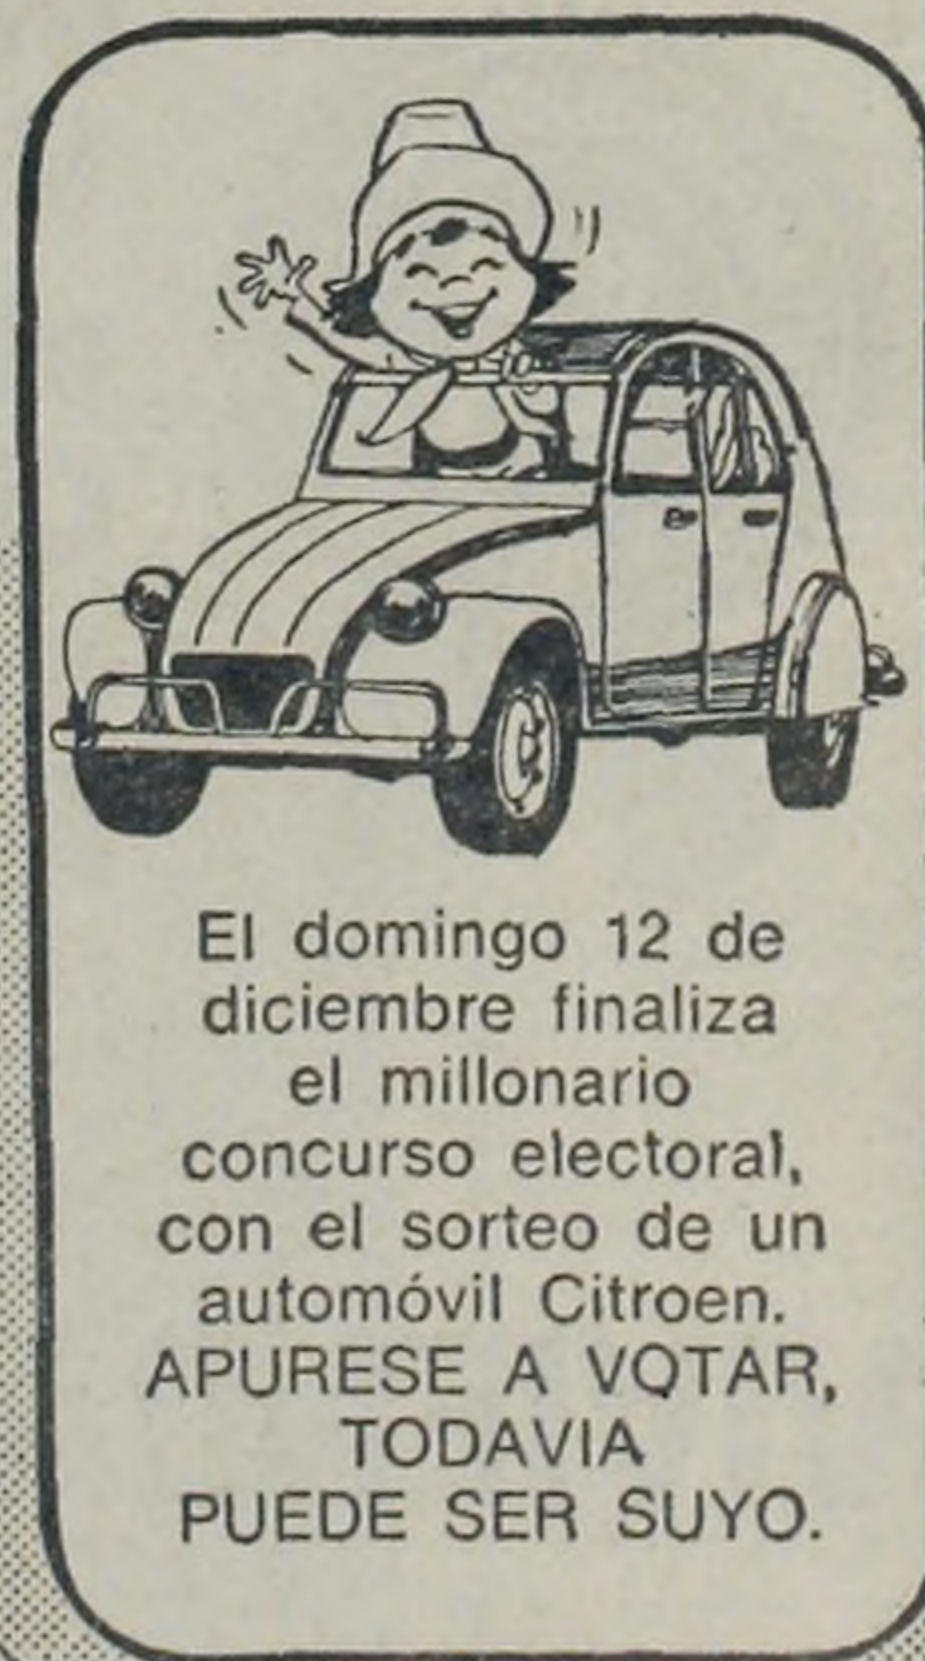 El domingo 12 de
diciembre finaliza
el millonario
concurso electoral,
con el sorteo de un
automóvil Citroen.
APURESE A VOTAR,
TODAVIA
PUEDE SER SUYO.